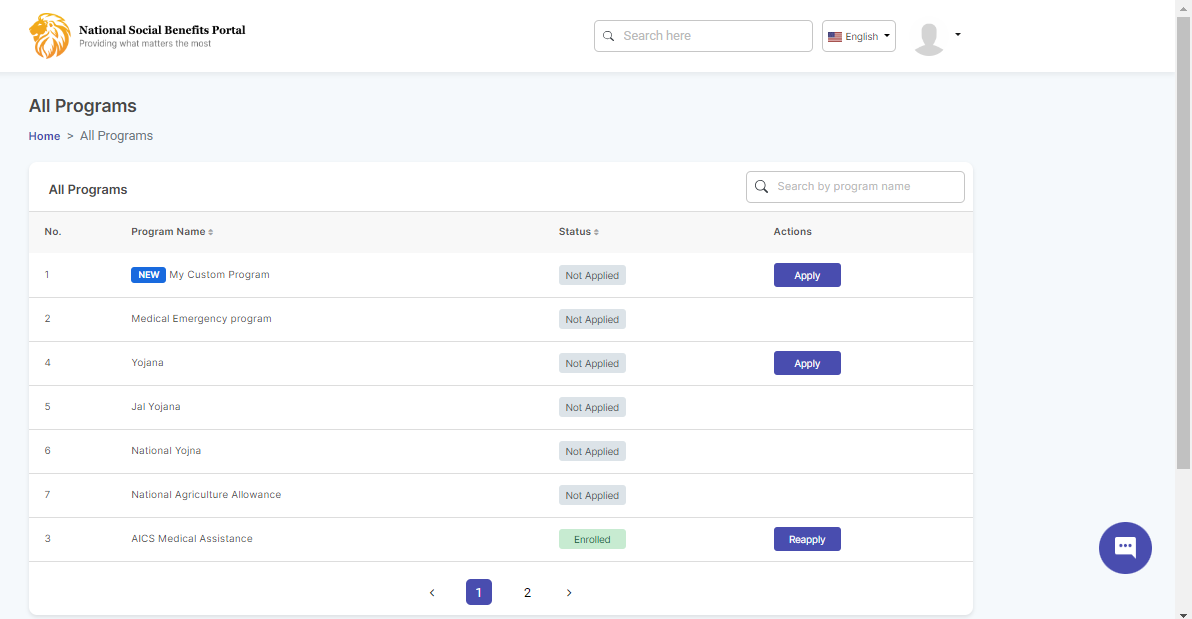 National Social Benefits Portal
Providing what matters the most
Search here
English
All Programs
Home > All Programs
All Programs
Search by program name
No. Program Name Status Actions
1 NEW My Custom Program Not Applied Apply
2 Medical Emergency program Not Applied
4 Yojana Not Applied Apply
5 Jal Yojana Not Applied
6 National Yojna Not Applied
7 National Agriculture Allowance Not Applied
3 AICS Medical Assistance Enrolled Reapply
‹ 1 2 ›